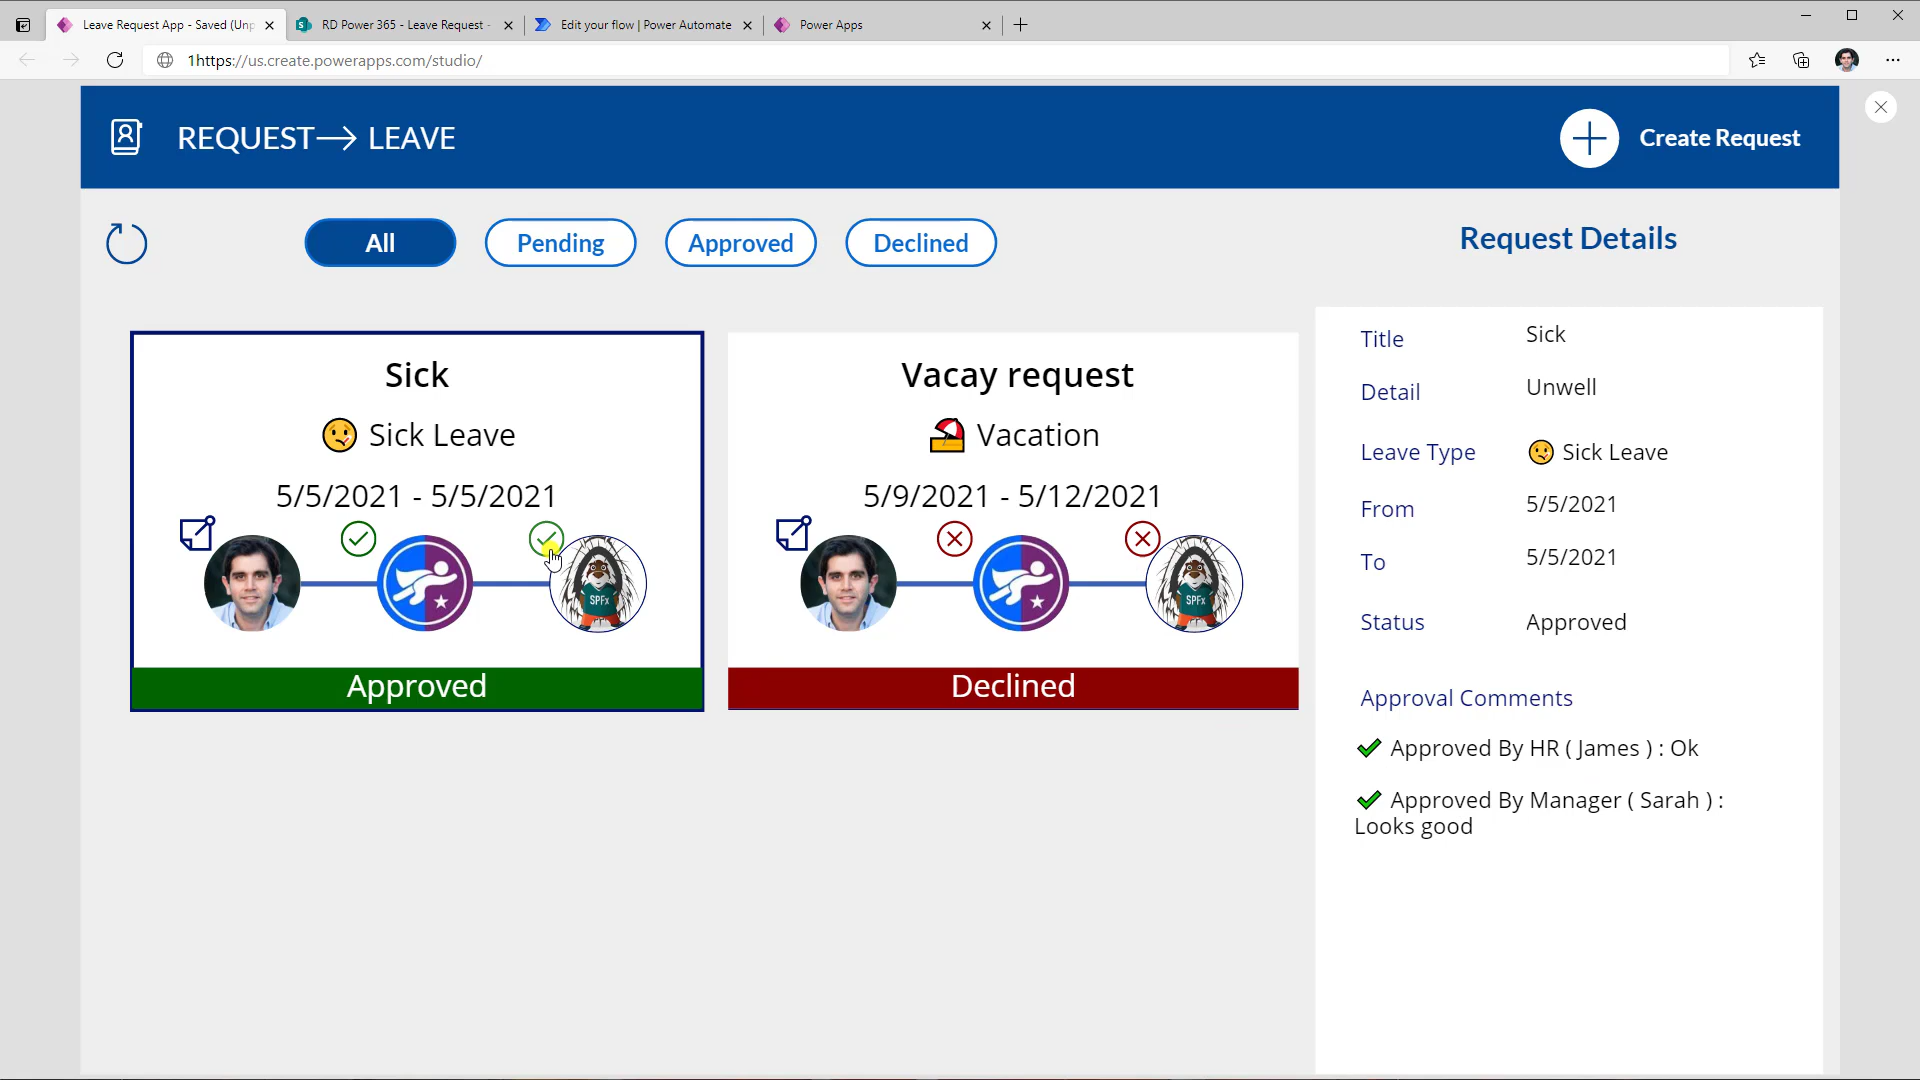 Leave Request App - Saved (Unp
RD Power 365 - Leave Request -
Edit your flow | Power Automate
Power Apps
1https://us.create.powerapps.com/studio/
REQUEST→ LEAVE
Create Request
All
Pending
Approved
Declined
Request Details
Sick
Sick Leave
5/5/2021 - 5/5/2021
SPFx
Approved
Vacay request
Vacation
5/9/2021 - 5/12/2021
SPFx
Declined
Title Sick
Detail Unwell
Leave Type Sick Leave
From 5/5/2021
To 5/5/2021
Status Approved
Approval Comments
Approved By HR ( James ) : Ok
Approved By Manager ( Sarah ) :
Looks good